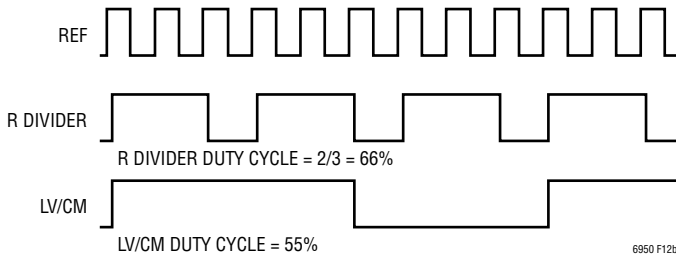 REF
R DIVIDER
R DIVIDER DUTY CYCLE = 2/3 = 66%
LV/CM
LV/CM DUTY CYCLE = 55%
6950 F12b